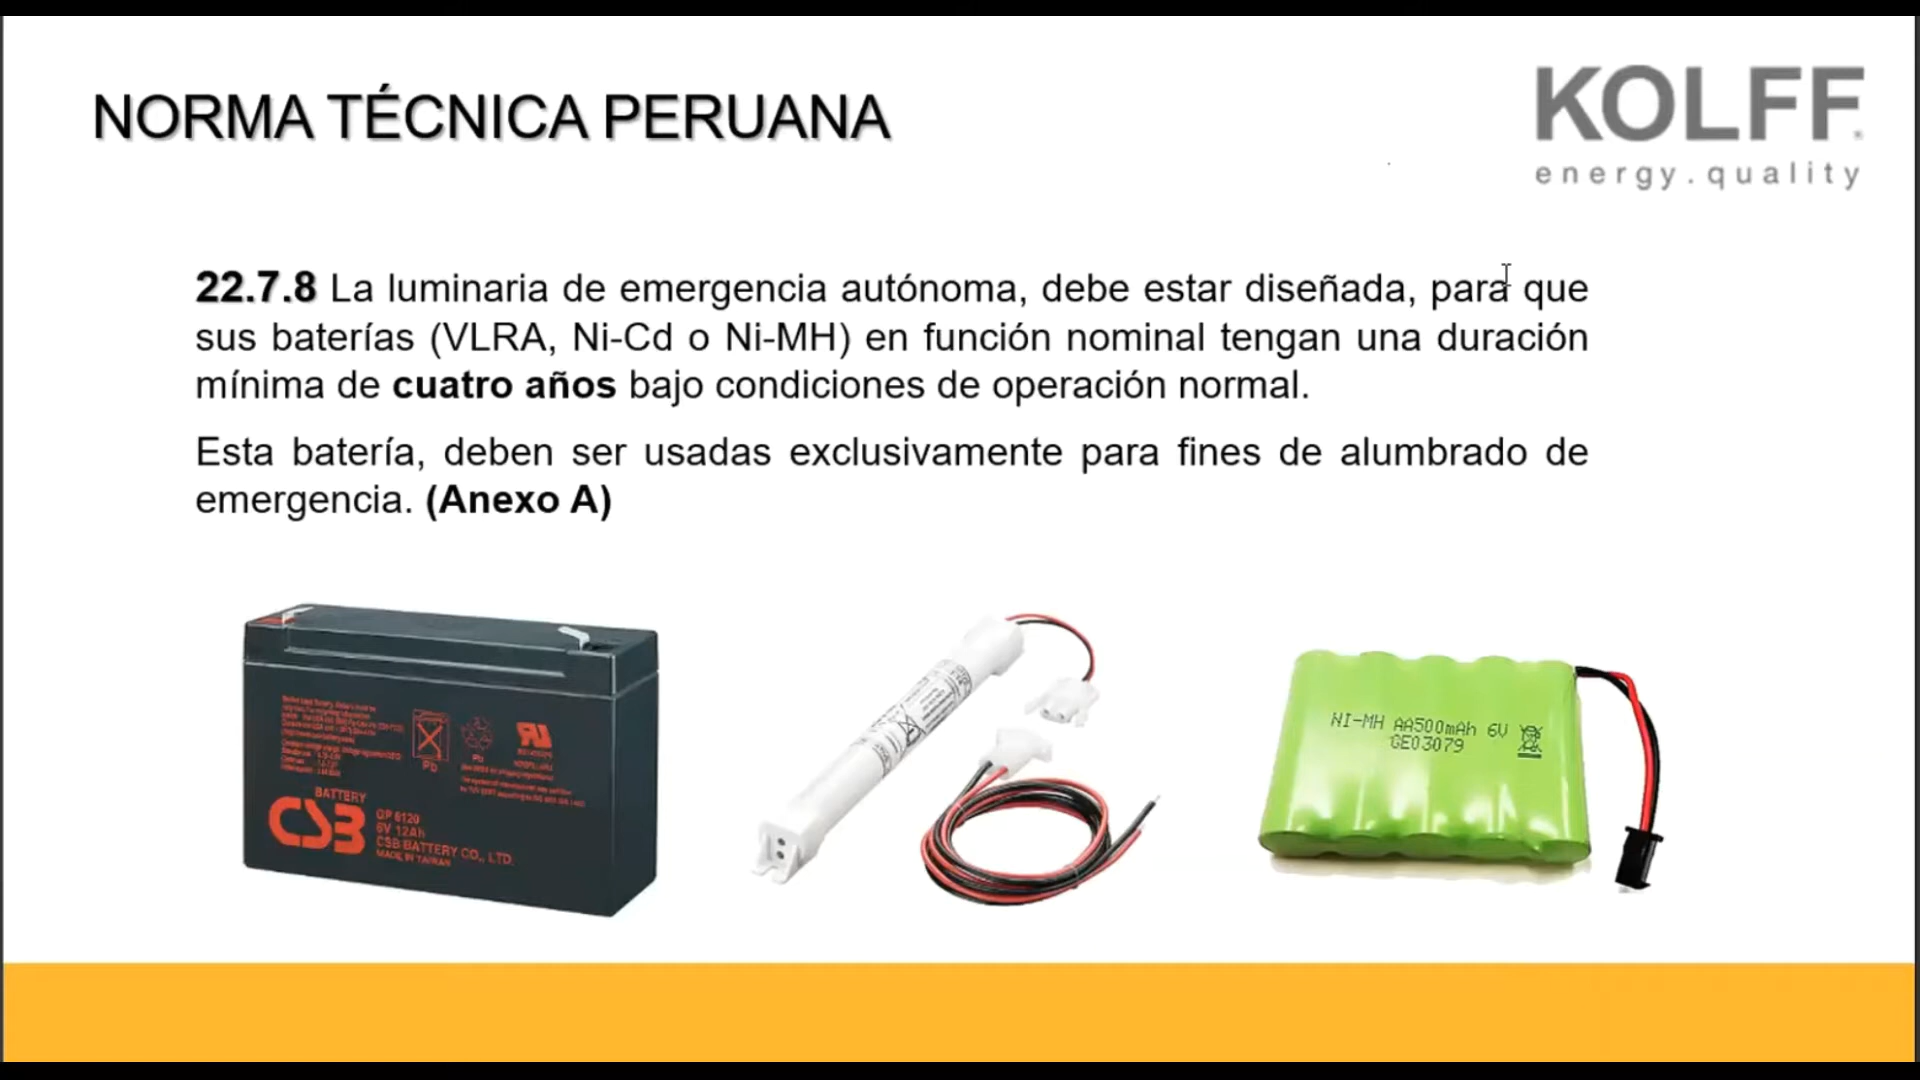 NORMA TÉCNICA PERUANA
KOLFF
energy.quality
22.7.8 La luminaria de emergencia autónoma, debe estar diseñada, para que
sus baterías (VLRA, Ni-Cd o Ni-MH) en función nominal tengan una duración
mínima de cuatro años bajo condiciones de operación normal.
Esta batería, deben ser usadas exclusivamente para fines de alumbrado de
emergencia. (Anexo A)
Pb
Pb
BATTERY
CSB
GP 6120
6V 12Ah
CSB BATTERY CO., LTD.
MADE IN TAIWAN
NI-MH AA500mAh 6V
GE03079